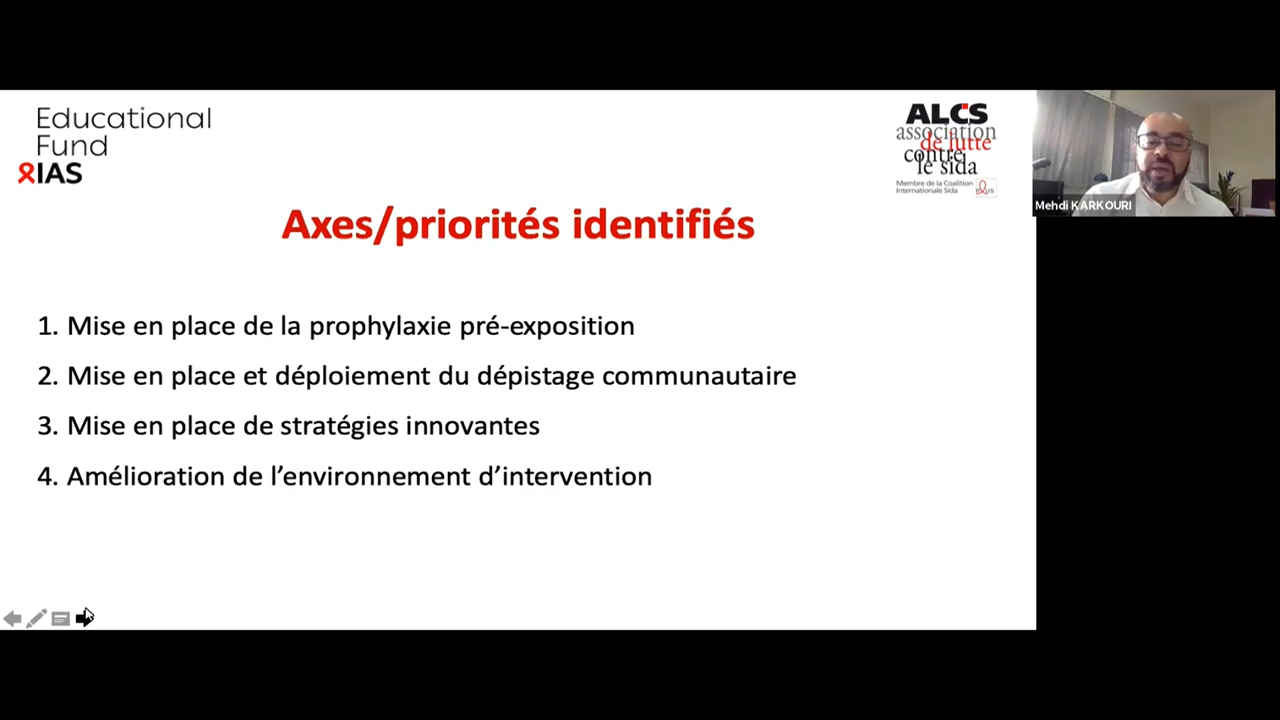 Educational
Fund
IAS
ALCS
association
de lutte
contre
le sida
Membre de la Coalition
Internationale Sida
Mehdi KARKOURI
Axes/priorités identifiés
1. Mise en place de la prophylaxie pré-exposition
2. Mise en place et déploiement du dépistage communautaire
3. Mise en place de stratégies innovantes
4. Amélioration de l’environnement d’intervention